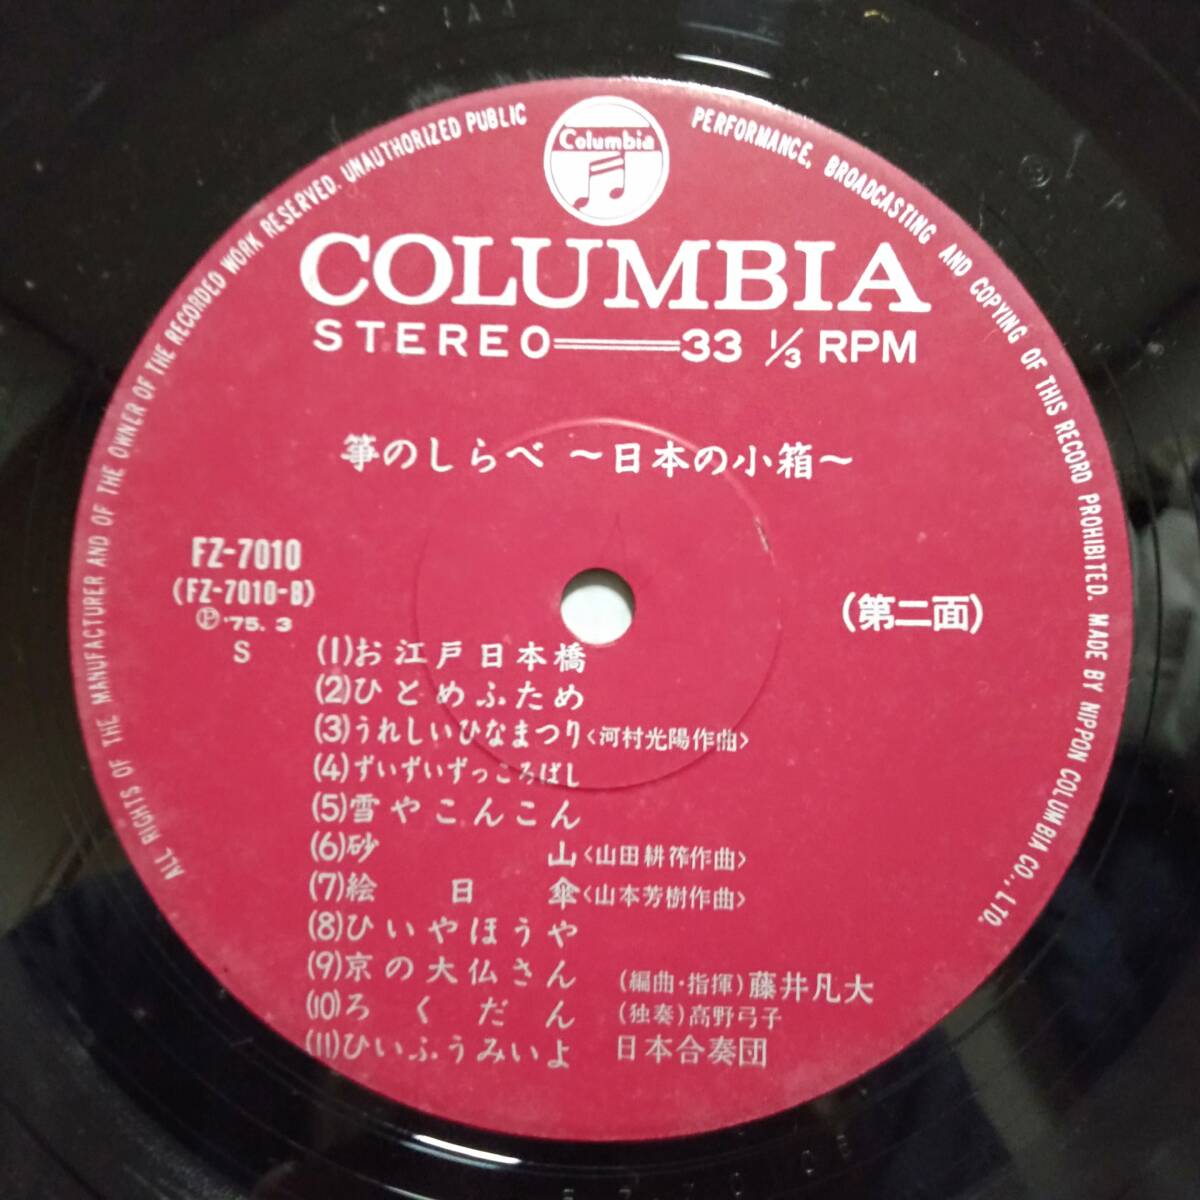 ALL RIGHTS OF THE MANUFACTURER AND OF THE OWNER OF THE RECORDED WORK RESERVED. UNAUTHORIZED PUBLIC PERFORMANCE, BROADCASTING AND COPYING OF THIS RECORD PROHIBITED. MADE BY NIPPON COLUMBIA CO., LTD.
Columbia
COLUMBIA
STEREO 33 1/3 RPM
箏のしらべ ～日本の小箱～
FZ-7010
(FZ-7010-B)
Ⓟ'75. 3
S
(第二面)
(1)お江戸日本橋
(2)ひとめふため
(3)うれしいひなまつり<河村光陽作曲>
(4)ずいずいずっころばし
(5)雪やこんこん
(6)砂山<山田耕筰作曲>
(7)絵日傘<山本芳樹作曲>
(8)ひいやほうや
(9)京の大仏さん
(10)ろくだん
(11)ひいふうみいよ
(編曲・指揮)藤井凡大
(独奏)高野弓子
日本合奏団